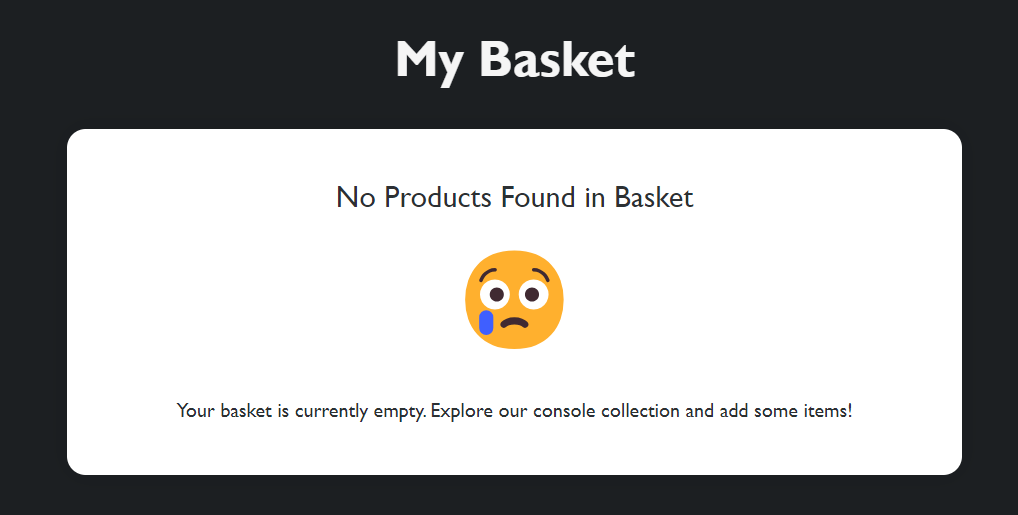 My Basket
No Products Found in Basket
Your basket is currently empty. Explore our console collection and add some items!